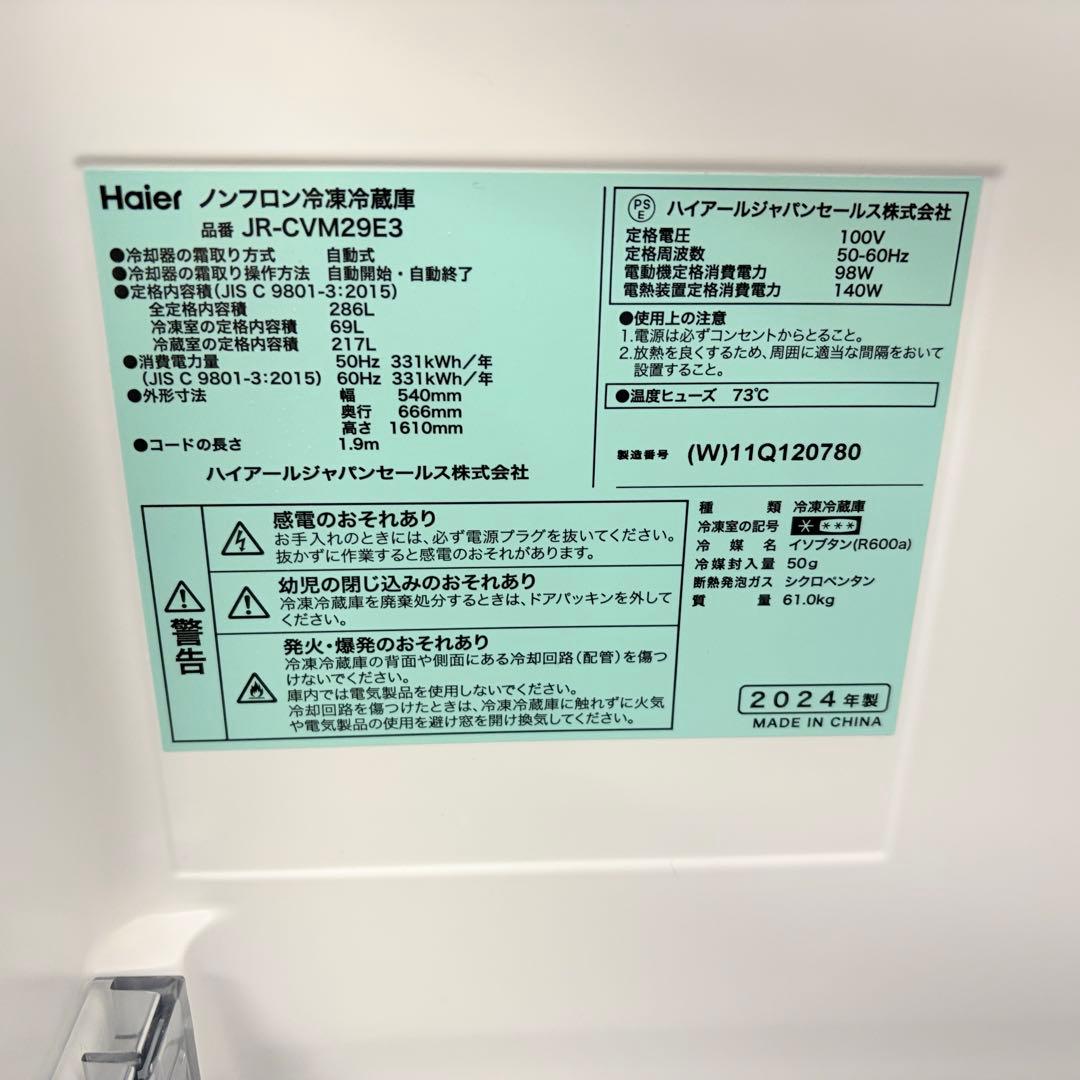 Haier ノンフロン冷凍冷蔵庫
品番 JR-CVM29E3
●冷却器の霜取り方式 自動式
●冷却器の霜取り操作方法 自動開始・自動終了
●定格内容積(JIS C 9801-3:2015)
全定格内容積 286L
冷凍室の定格内容積 69L
冷蔵室の定格内容積 217L
●消費電力量 50Hz 331kWh/年
(JIS C 9801-3:2015) 60Hz 331kWh/年
●外形寸法 幅 540mm
奥行 666mm
高さ 1610mm
●コードの長さ 1.9m
ハイアールジャパンセールス株式会社
PS
E
ハイアールジャパンセールス株式会社
定格電圧 100V
定格周波数 50-60Hz
電動機定格消費電力 98W
電熱装置定格消費電力 140W
●使用上の注意
1.電源は必ずコンセントからとること。
2.放熱を良くするため、周囲に適当な間隔をおいて
設置すること。
●温度ヒューズ 73℃
製造番号 (W)11Q120780
警告
感電のおそれあり
お手入れのときには、必ず電源プラグを抜いてください。
抜かずに作業すると感電のおそれがあります。
幼児の閉じ込みのおそれあり
冷凍冷蔵庫を廃棄処分するときは、ドアパッキンを外して
ください。
発火・爆発のおそれあり
冷凍冷蔵庫の背面や側面にある冷却回路(配管)を傷つ
けないでください。
庫内では電気製品を使用しないでください。
冷却回路を傷つけたときは、冷凍冷蔵庫に触れずに火気
や電気製品の使用を避け窓を開け換気してください。
種類 冷凍冷蔵庫
冷凍室の記号 * ***
冷媒名 イソブタン(R600a)
冷媒封入量 50g
断熱発泡ガス シクロペンタン
質量 61.0kg
2024年製
MADE IN CHINA